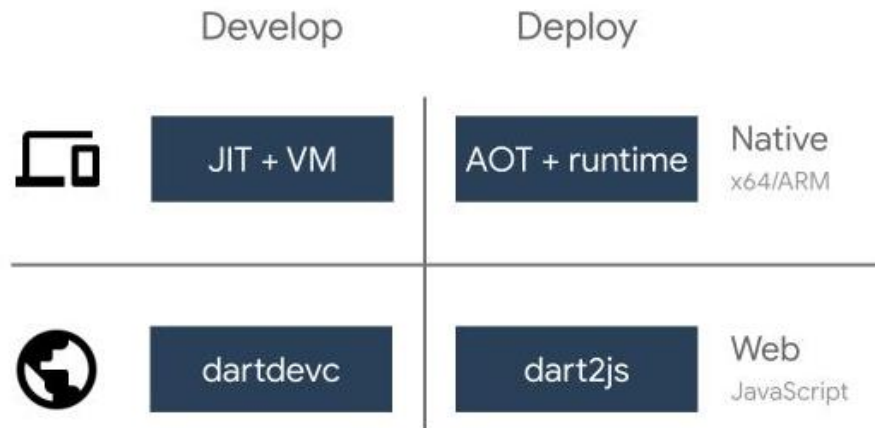 Develop Deploy
JIT + VM AOT + runtime Native
x64/ARM
dartdevc dart2js Web
JavaScript